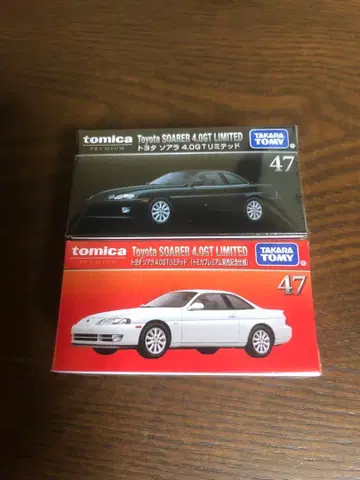 tomica
PREMIUM
Toyota SOARER 4.0GT LIMITED
トヨタ ソアラ 4.0GTリミテッド
TAKARA
TOMY
47
tomica
PREMIUM
Toyota SOARER 4.0GT LIMITED
トヨタ ソアラ 4.0GTリミテッド (トミカプレミアム発売記念仕様)
TAKARA
TOMY
47